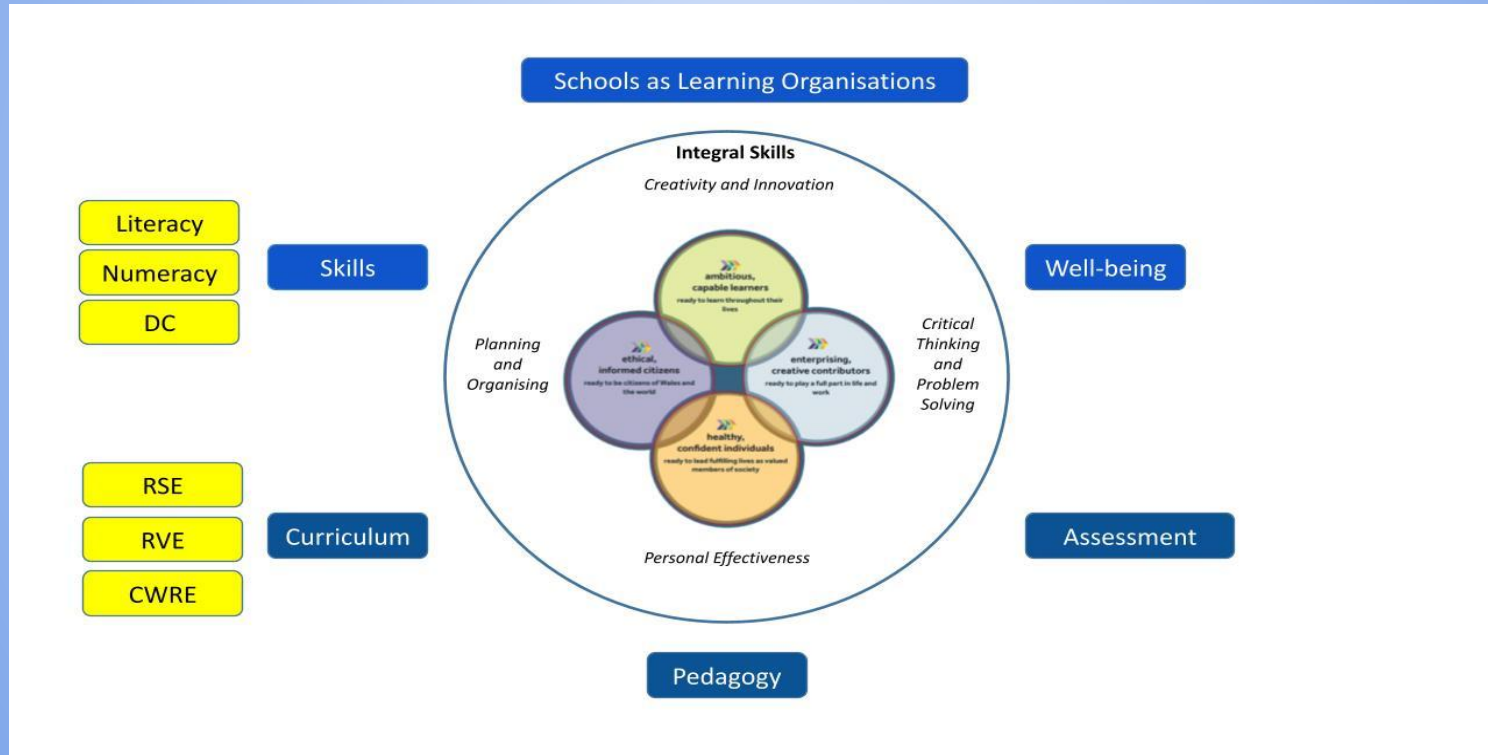 Schools as Learning Organisations
Integral Skills
Creativity and Innovation
Literacy
Numeracy
DC
Skills
Well-being
ambitious,
capable learners
ready to learn throughout their
lives
Planning
and
Organising
ethical,
informed citizens
ready to be citizens of Wales and
the world
enterprising,
creative contributors
ready to play a full part in life and
work
Critical
Thinking
and
Problem
Solving
healthy,
confident individuals
ready to lead fulfilling lives as valued
members of society
RSE
RVE
CWRE
Curriculum
Assessment
Personal Effectiveness
Pedagogy